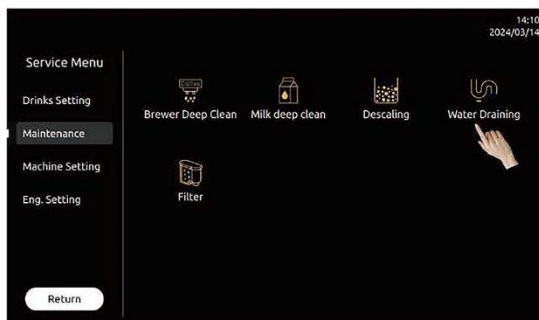 14:10
2024/03/14
Service Menu
Drinks Setting
Maintenance
Machine Setting
Eng. Setting
Return
Coffee
Brewer Deep Clean
Milk deep clean
Descaling
Water Draining
Filter